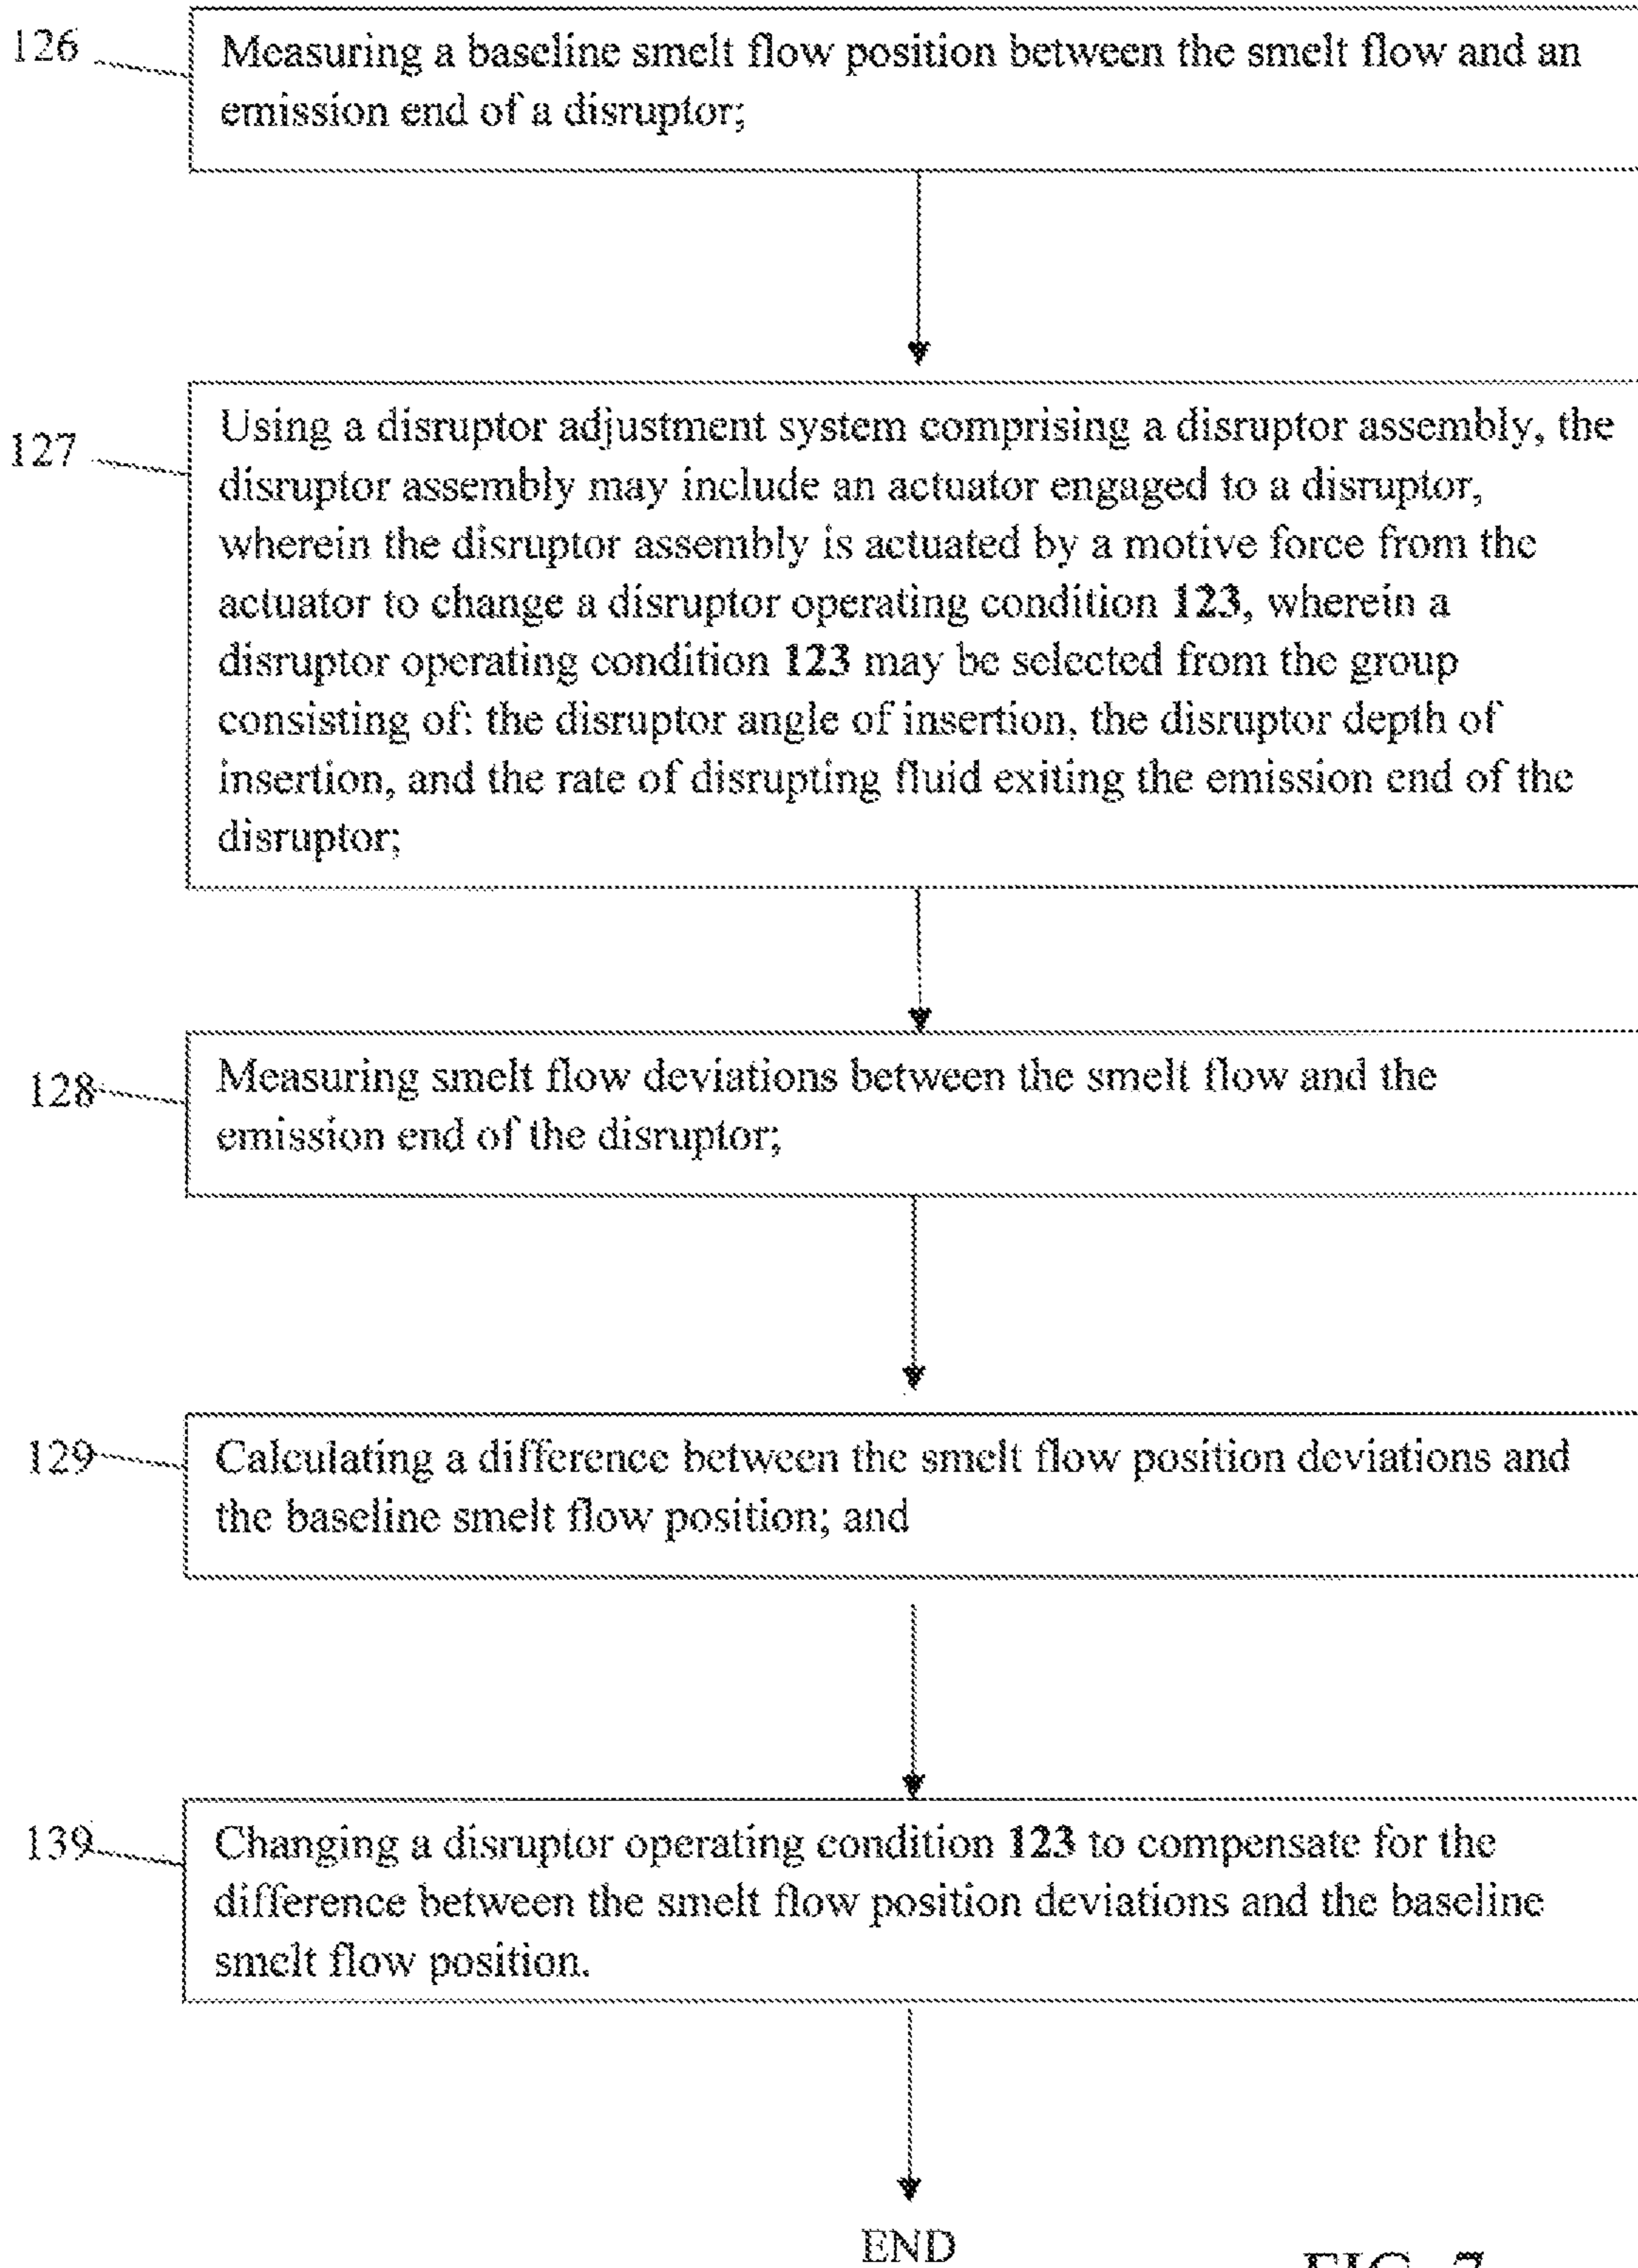 126
Measuring a baseline smelt flow position between the smelt flow and an
emission end of a disruptor;
127
Using a disruptor adjustment system comprising a disruptor assembly, the
disruptor assembly may include an actuator engaged to a disruptor,
wherein the disruptor assembly is actuated by a motive force from the
actuator to change a disruptor operating condition 123, wherein a
disruptor operating condition 123 may be selected from the group
consisting of: the disruptor angle of insertion, the disruptor depth of
insertion, and the rate of disrupting fluid exiting the emission end of the
disruptor;
128
Measuring smelt flow deviations between the smelt flow and the
emission end of the disruptor;
129
Calculating a difference between the smelt flow position deviations and
the baseline smelt flow position; and
139
Changing a disruptor operating condition 123 to compensate for the
difference between the smelt flow position deviations and the baseline
smelt flow position.
END
FIG. 7